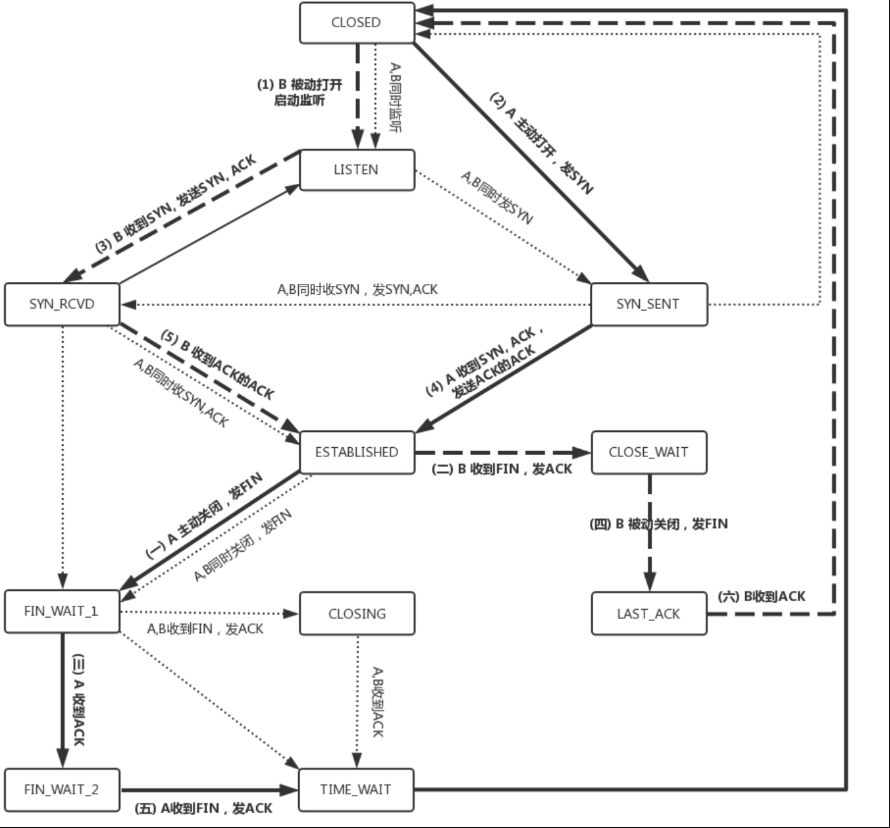 CLOSED
(1) B 被动打开
启动监听
A,B同时监听
(2) A 主动打开，发SYN
LISTEN
(3) B 收到SYN, 发送SYN, ACK
A,B同时发SYN
SYN_RCVD
A,B同时收SYN，发SYN,ACK
SYN_SENT
(5) B 收到ACK的ACK
A,B同时收SYN,ACK
(4) A 收到SYN, ACK，
发送ACK的ACK
ESTABLISHED
(二) B 收到FIN，发ACK
CLOSE_WAIT
(一) A 主动关闭，发FIN
A,B同时关闭，发FIN
(四) B 被动关闭，发FIN
FIN_WAIT_1
A,B收到FIN，发ACK
CLOSING
LAST_ACK
(六) B收到ACK
(三) A 收到ACK
A,B收到ACK
FIN_WAIT_2
(五) A收到FIN，发ACK
TIME_WAIT